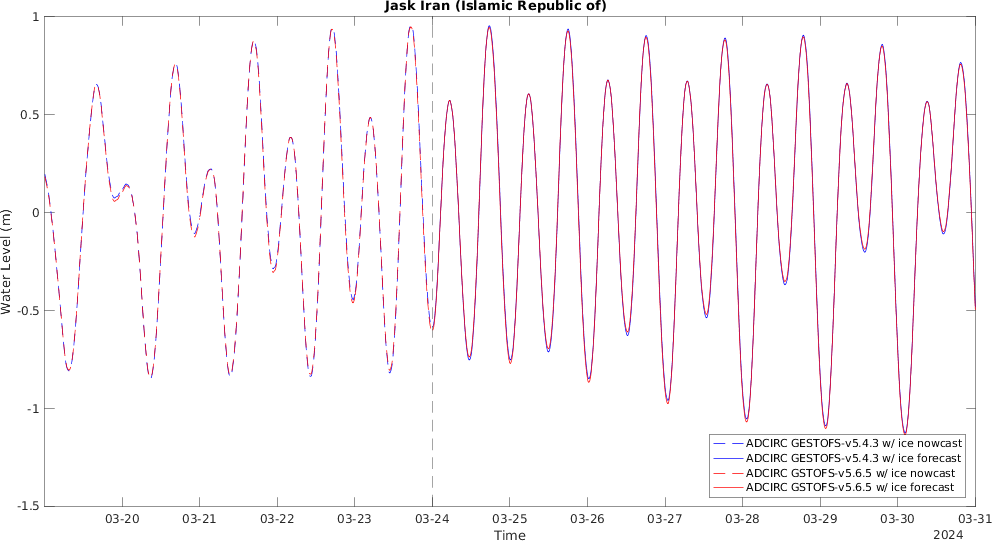 Jask Iran (Islamic Republic of)
1
0.5
0
-0.5
-1
-1.5
Water Level (m)
ADCIRC GESTOFS-v5.4.3 w/ ice nowcast
ADCIRC GESTOFS-v5.4.3 w/ ice forecast
ADCIRC GSTOFS-v5.6.5 w/ ice nowcast
ADCIRC GSTOFS-v5.6.5 w/ ice forecast
03-20 03-21 03-22 03-23 03-24 03-25 03-26 03-27 03-28 03-29 03-30 03-31
Time
2024